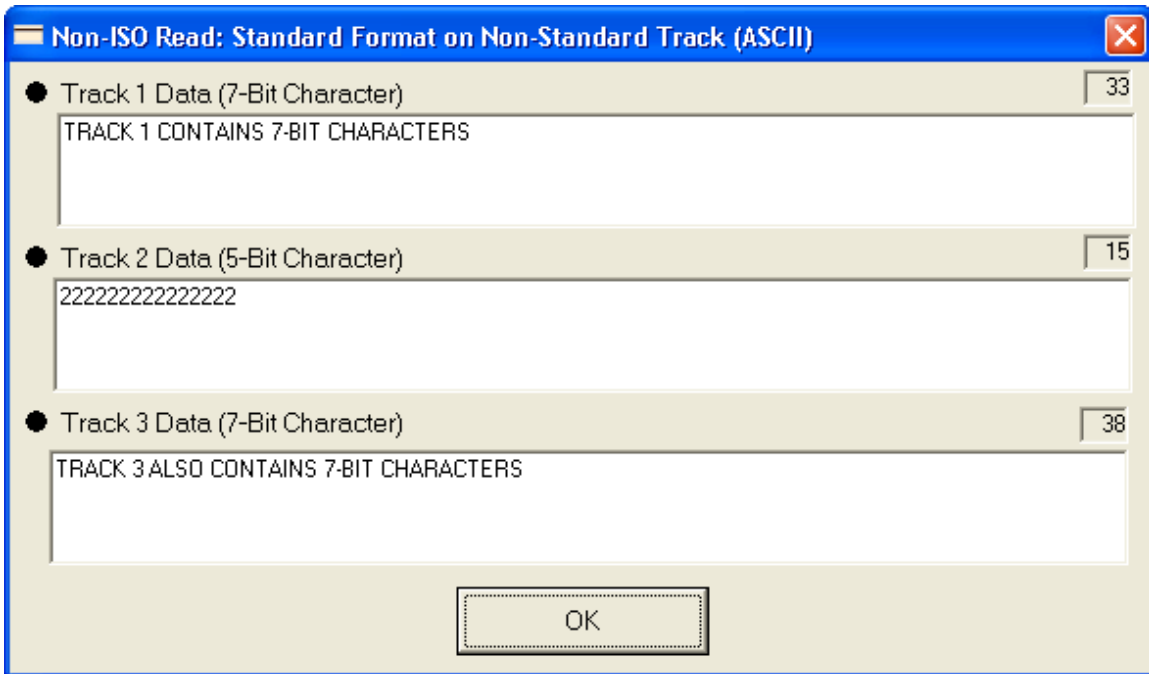 Non-ISO Read: Standard Format on Non-Standard Track (ASCII)
Track 1 Data (7-Bit Character) 33
TRACK 1 CONTAINS 7-BIT CHARACTERS
Track 2 Data (5-Bit Character) 15
222222222222222
Track 3 Data (7-Bit Character) 38
TRACK 3 ALSO CONTAINS 7-BIT CHARACTERS
OK